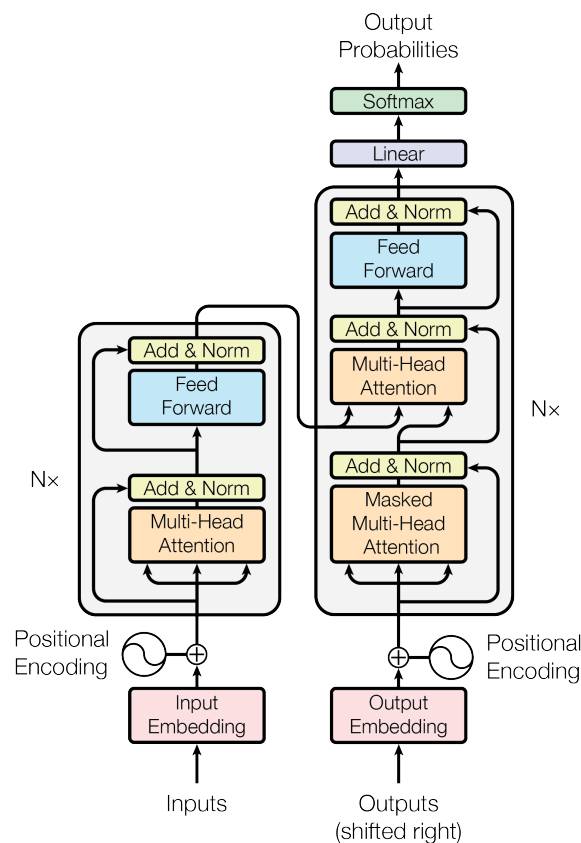 Output
Probabilities
Softmax
Linear
Add & Norm
Feed
Forward
Add & Norm
Multi-Head
Attention
Add & Norm
Masked
Multi-Head
Attention
N×
Add & Norm
Feed
Forward
Add & Norm
Multi-Head
Attention
N×
Positional
Encoding
Positional
Encoding
Input
Embedding
Output
Embedding
Inputs
Outputs
(shifted right)